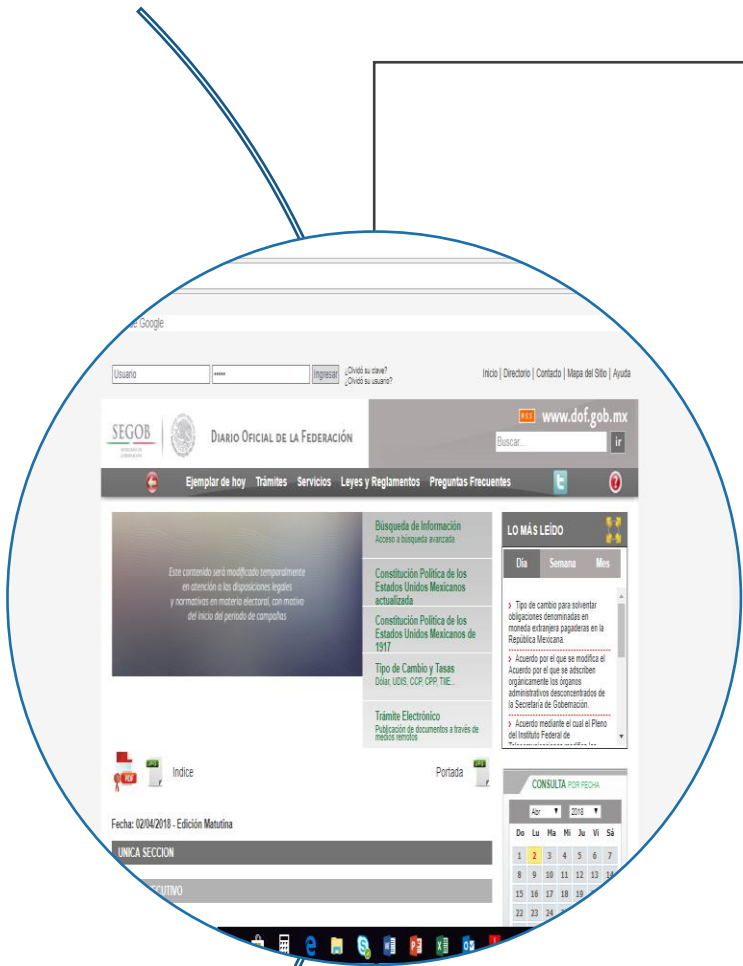 de Google
Usuario
Ingresar
¿Olvidó su clave?
¿Olvidó su usuario?
Inicio | Directorio | Contacto | Mapa del Sitio | Ayuda
SEGOB
DIARIO OFICIAL DE LA FEDERACIÓN
RSS www.dof.gob.mx
Buscar...
ir
Ejemplar de hoy Trámites Servicios Leyes y Reglamentos Preguntas Frecuentes
Este contenido será modificado temporalmente
en atención a las disposiciones legales
y normativas en materia electoral, con motivo
del inicio del periodo de campañas
Búsqueda de Información
Acceso a búsqueda avanzada
Constitución Política de los
Estados Unidos Mexicanos
actualizada
Constitución Política de los
Estados Unidos Mexicanos de
1917
Tipo de Cambio y Tasas
Dólar, UDIS, CCP, CPP, TIIE...
Trámite Electrónico
Publicación de documentos a través de
medios remotos
LO MÁS LEÍDO
Día Semana Mes
Tipo de cambio para solventar
obligaciones denominadas en
moneda extranjera pagaderas en la
República Mexicana.
Acuerdo por el que se modifica el
Acuerdo por el que se adscriben
orgánicamente los órganos
administrativos desconcentrados de
la Secretaría de Gobernación.
Acuerdo mediante el cual el Pleno
del Instituto Federal de
Telecomunicaciones modifica los
PDF
Indice
Portada
Fecha: 02/04/2018 - Edición Matutina
UNICA SECCION
CONSULTA POR FECHA
Abr 2018
Do Lu Ma Mi Ju Vi Sá
1 2 3 4 5 6 7
8 9 10 11 12 13 14
15 16 17 18 19
22 23 24